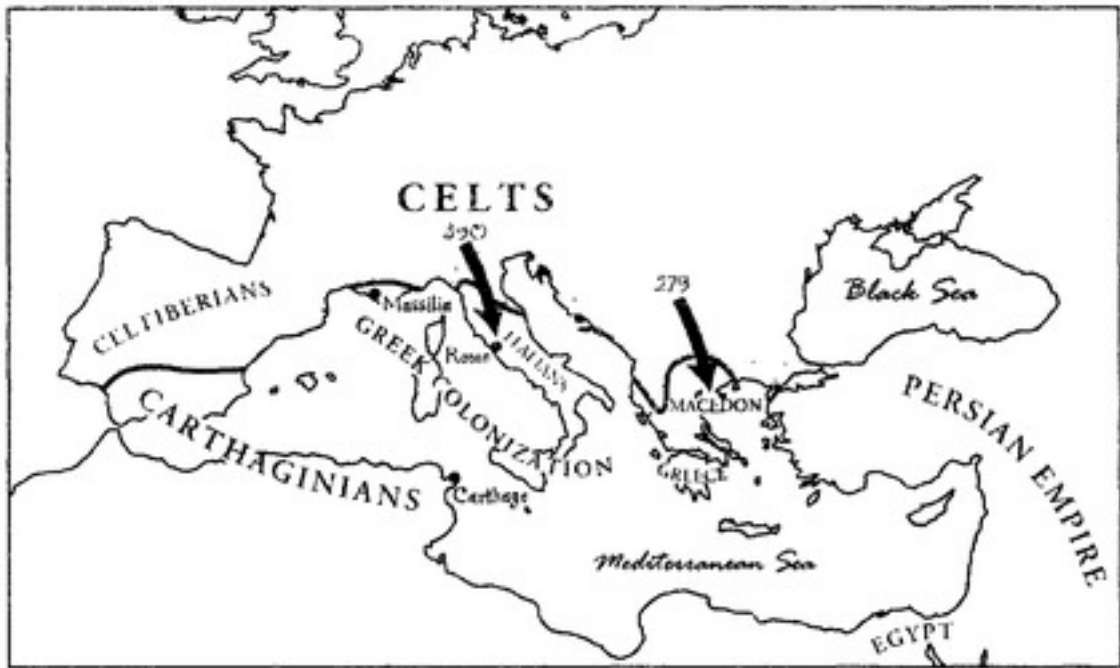 CELTS
390
279
Black Sea
CELTIBERIANS
Massilia
GREEK COLONIZATION
Rome
ITALIANS
MACEDON
PERSIAN EMPIRE
CARTHAGINIANS
GREECE
Carthage
Mediterranean Sea
EGYPT